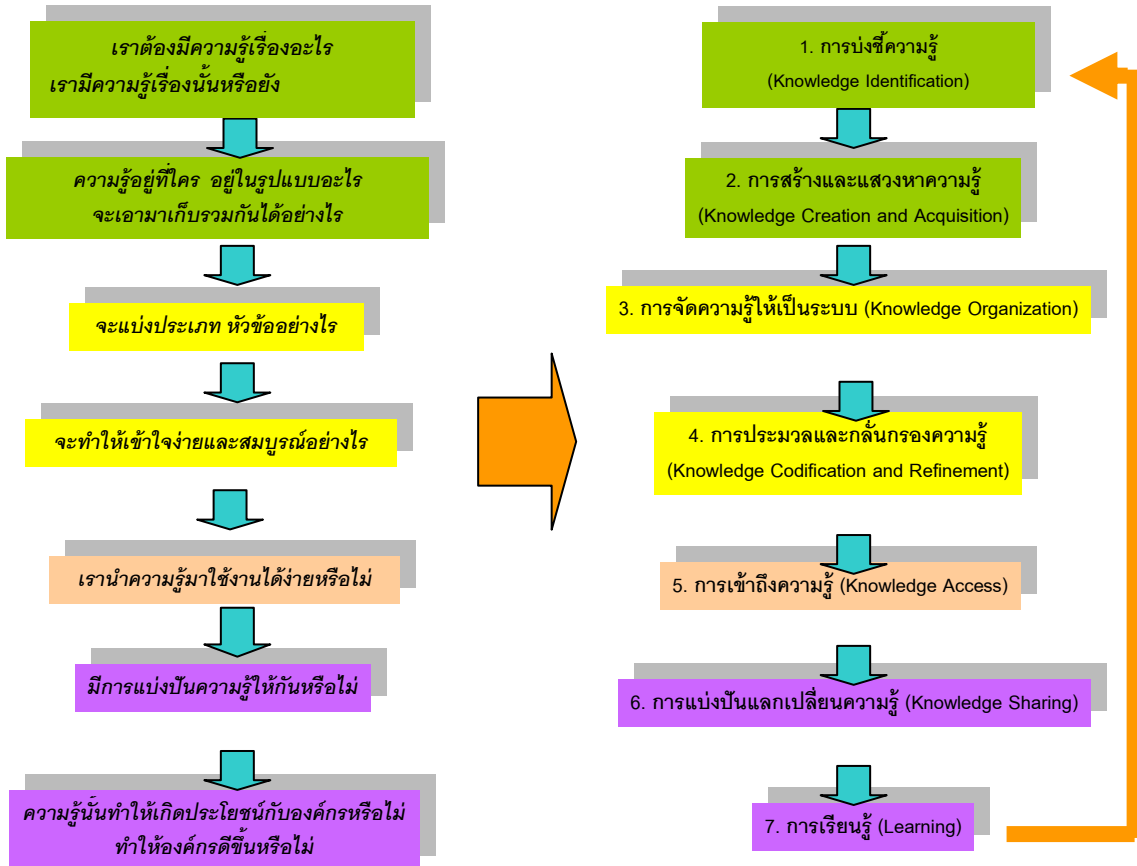 เราต้องมีความรู้เรื่องอะไร
เรามีความรู้เรื่องนั้นหรือยัง
ความรู้อยู่ที่ใคร อยู่ในรูปแบบอะไร
จะเอามาเก็บรวมกันได้อย่างไร
จะแบ่งประเภท หัวข้ออย่างไร
จะทำให้เข้าใจง่ายและสมบูรณ์อย่างไร
เรานำความรู้มาใช้งานได้ง่ายหรือไม่
มีการแบ่งปันความรู้ให้กันหรือไม่
ความรู้นั้นทำให้เกิดประโยชน์กับองค์กรหรือไม่
ทำให้องค์กรดีขึ้นหรือไม่
1. การบ่งชี้ความรู้
(Knowledge Identification)
2. การสร้างและแสวงหาความรู้
(Knowledge Creation and Acquisition)
3. การจัดความรู้ให้เป็นระบบ (Knowledge Organization)
4. การประมวลและกลั่นกรองความรู้
(Knowledge Codification and Refinement)
5. การเข้าถึงความรู้ (Knowledge Access)
6. การแบ่งปันแลกเปลี่ยนความรู้ (Knowledge Sharing)
7. การเรียนรู้ (Learning)